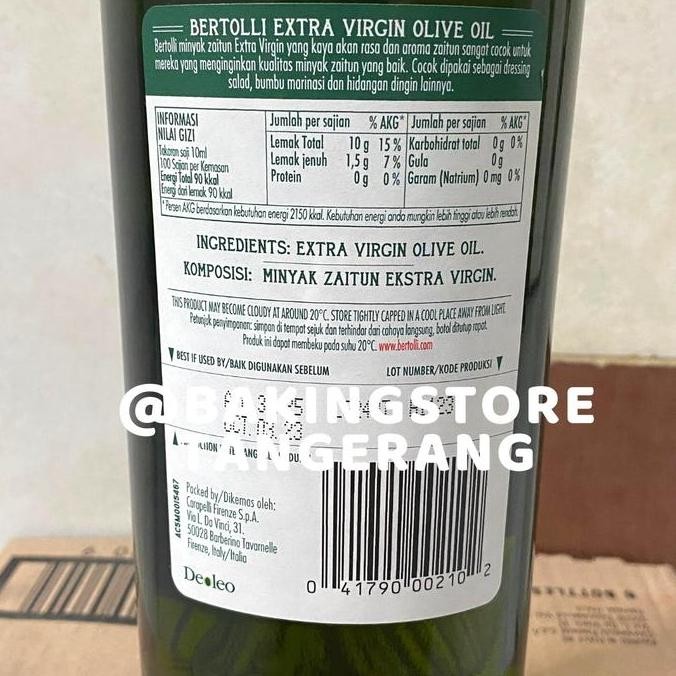 BERTOLLI EXTRA VIRGIN OLIVE OIL
Bertolli minyak zaitun Extra Virgin yang kaya akan rasa dan aroma zaitun sangat cocok untuk
mereka yang menginginkan kualitas minyak zaitun yang baik. Cocok dipakai sebagai dressing
salad, bumbu marinasi dan hidangan dingin lainnya.
INFORMASI
NILAI GIZI
Takaran saji 10ml
100 Sajian per Kemasan
Energi Total 90 kkal
Energi dari lemak 90 kkal
Jumlah per sajian % AKG*
Lemak Total 10 g 15 %
Lemak jenuh 1,5 g 7 %
Protein 0 g 0 %
Jumlah per sajian % AKG*
Karbohidrat total 0 g 0 %
Gula 0 g
Garam (Natrium) 0 mg 0 %
*Persen AKG berdasarkan kebutuhan energi 2150 kkal. Kebutuhan energi anda mungkin lebih tinggi atau lebih rendah.
INGREDIENTS: EXTRA VIRGIN OLIVE OIL.
KOMPOSISI: MINYAK ZAITUN EKSTRA VIRGIN.
THIS PRODUCT MAY BECOME CLOUDY AT AROUND 20°C. STORE TIGHTLY CAPPED IN A COOL PLACE AWAY FROM LIGHT.
Petunjuk penyimpanan: simpan di tempat sejuk dan terhindar dari cahaya langsung, botol ditutup rapat.
Produk ini dapat membeku pada suhu 20°C. www.bertolli.com
BEST IF USED BY/BAIK DIGUNAKAN SEBELUM
LOT NUMBER/KODE PRODUKSI
@BAKINGSTORE
TANGERANG
ACSM0015467
Packed by/Dikemas oleh:
Carapelli Firenze S.p.A.
Via L. Da Vinci, 31.
50028 Barberino Tavarnelle
Firenze, Italy/Italia
Deoleo
0 41790 00210 2